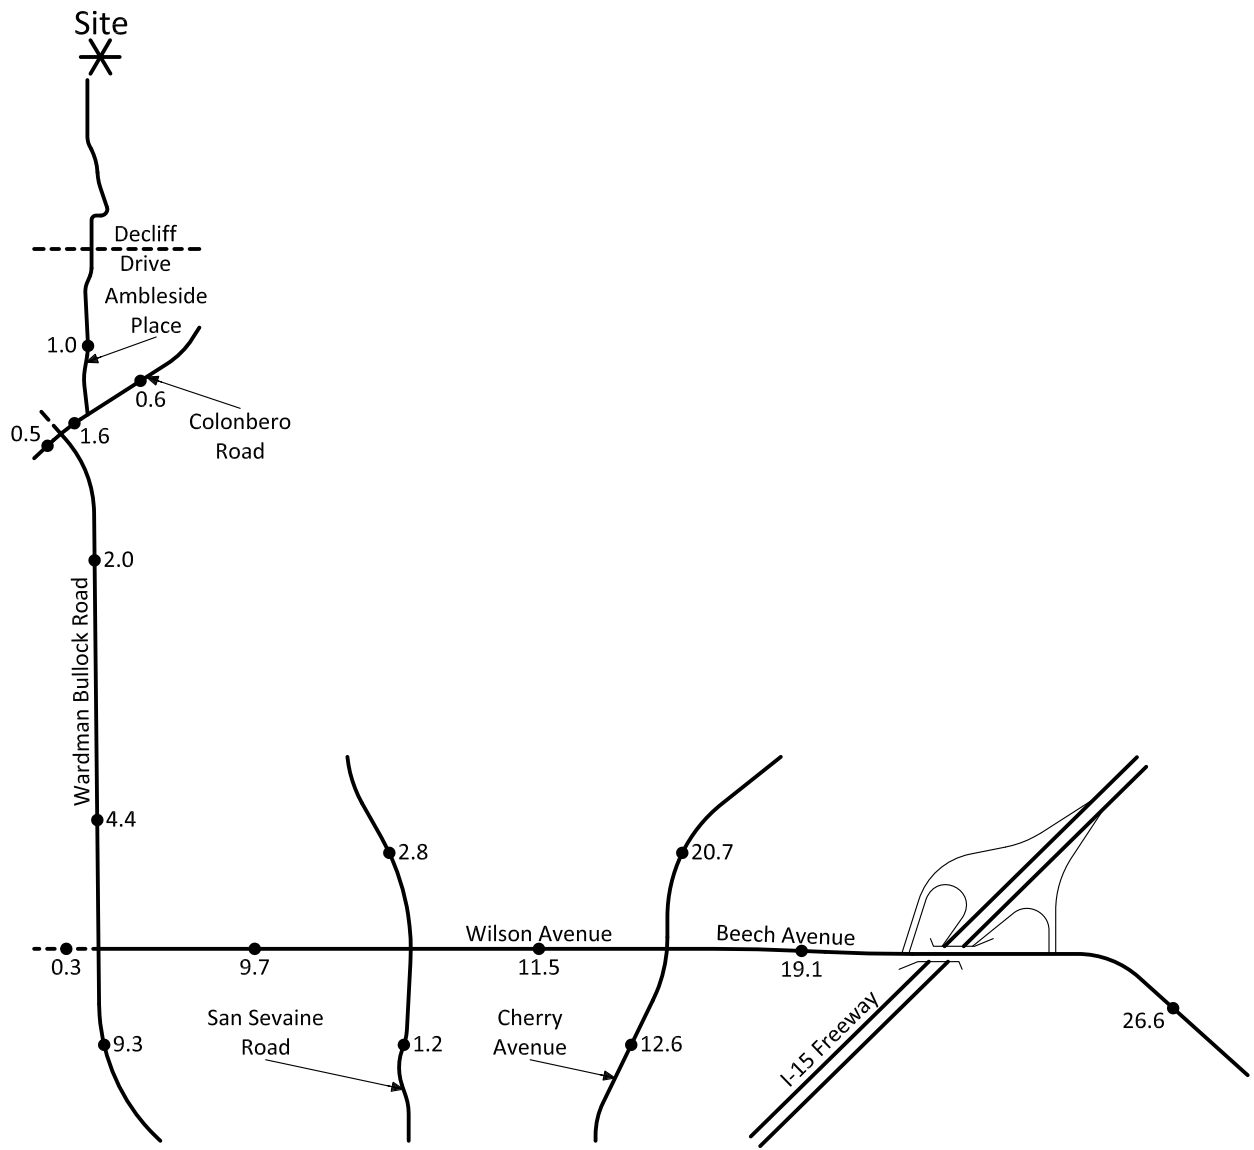 Site
Decliff
Drive
Ambleside
Place
1.0
0.6
Colonbero
Road
0.5
1.6
2.0
Wardman Bullock Road
4.4
2.8
20.7
Wilson Avenue
Beech Avenue
0.3
9.7
11.5
19.1
San Sevaine
Road
Cherry
Avenue
I-15 Freeway
26.6
9.3
1.2
12.6